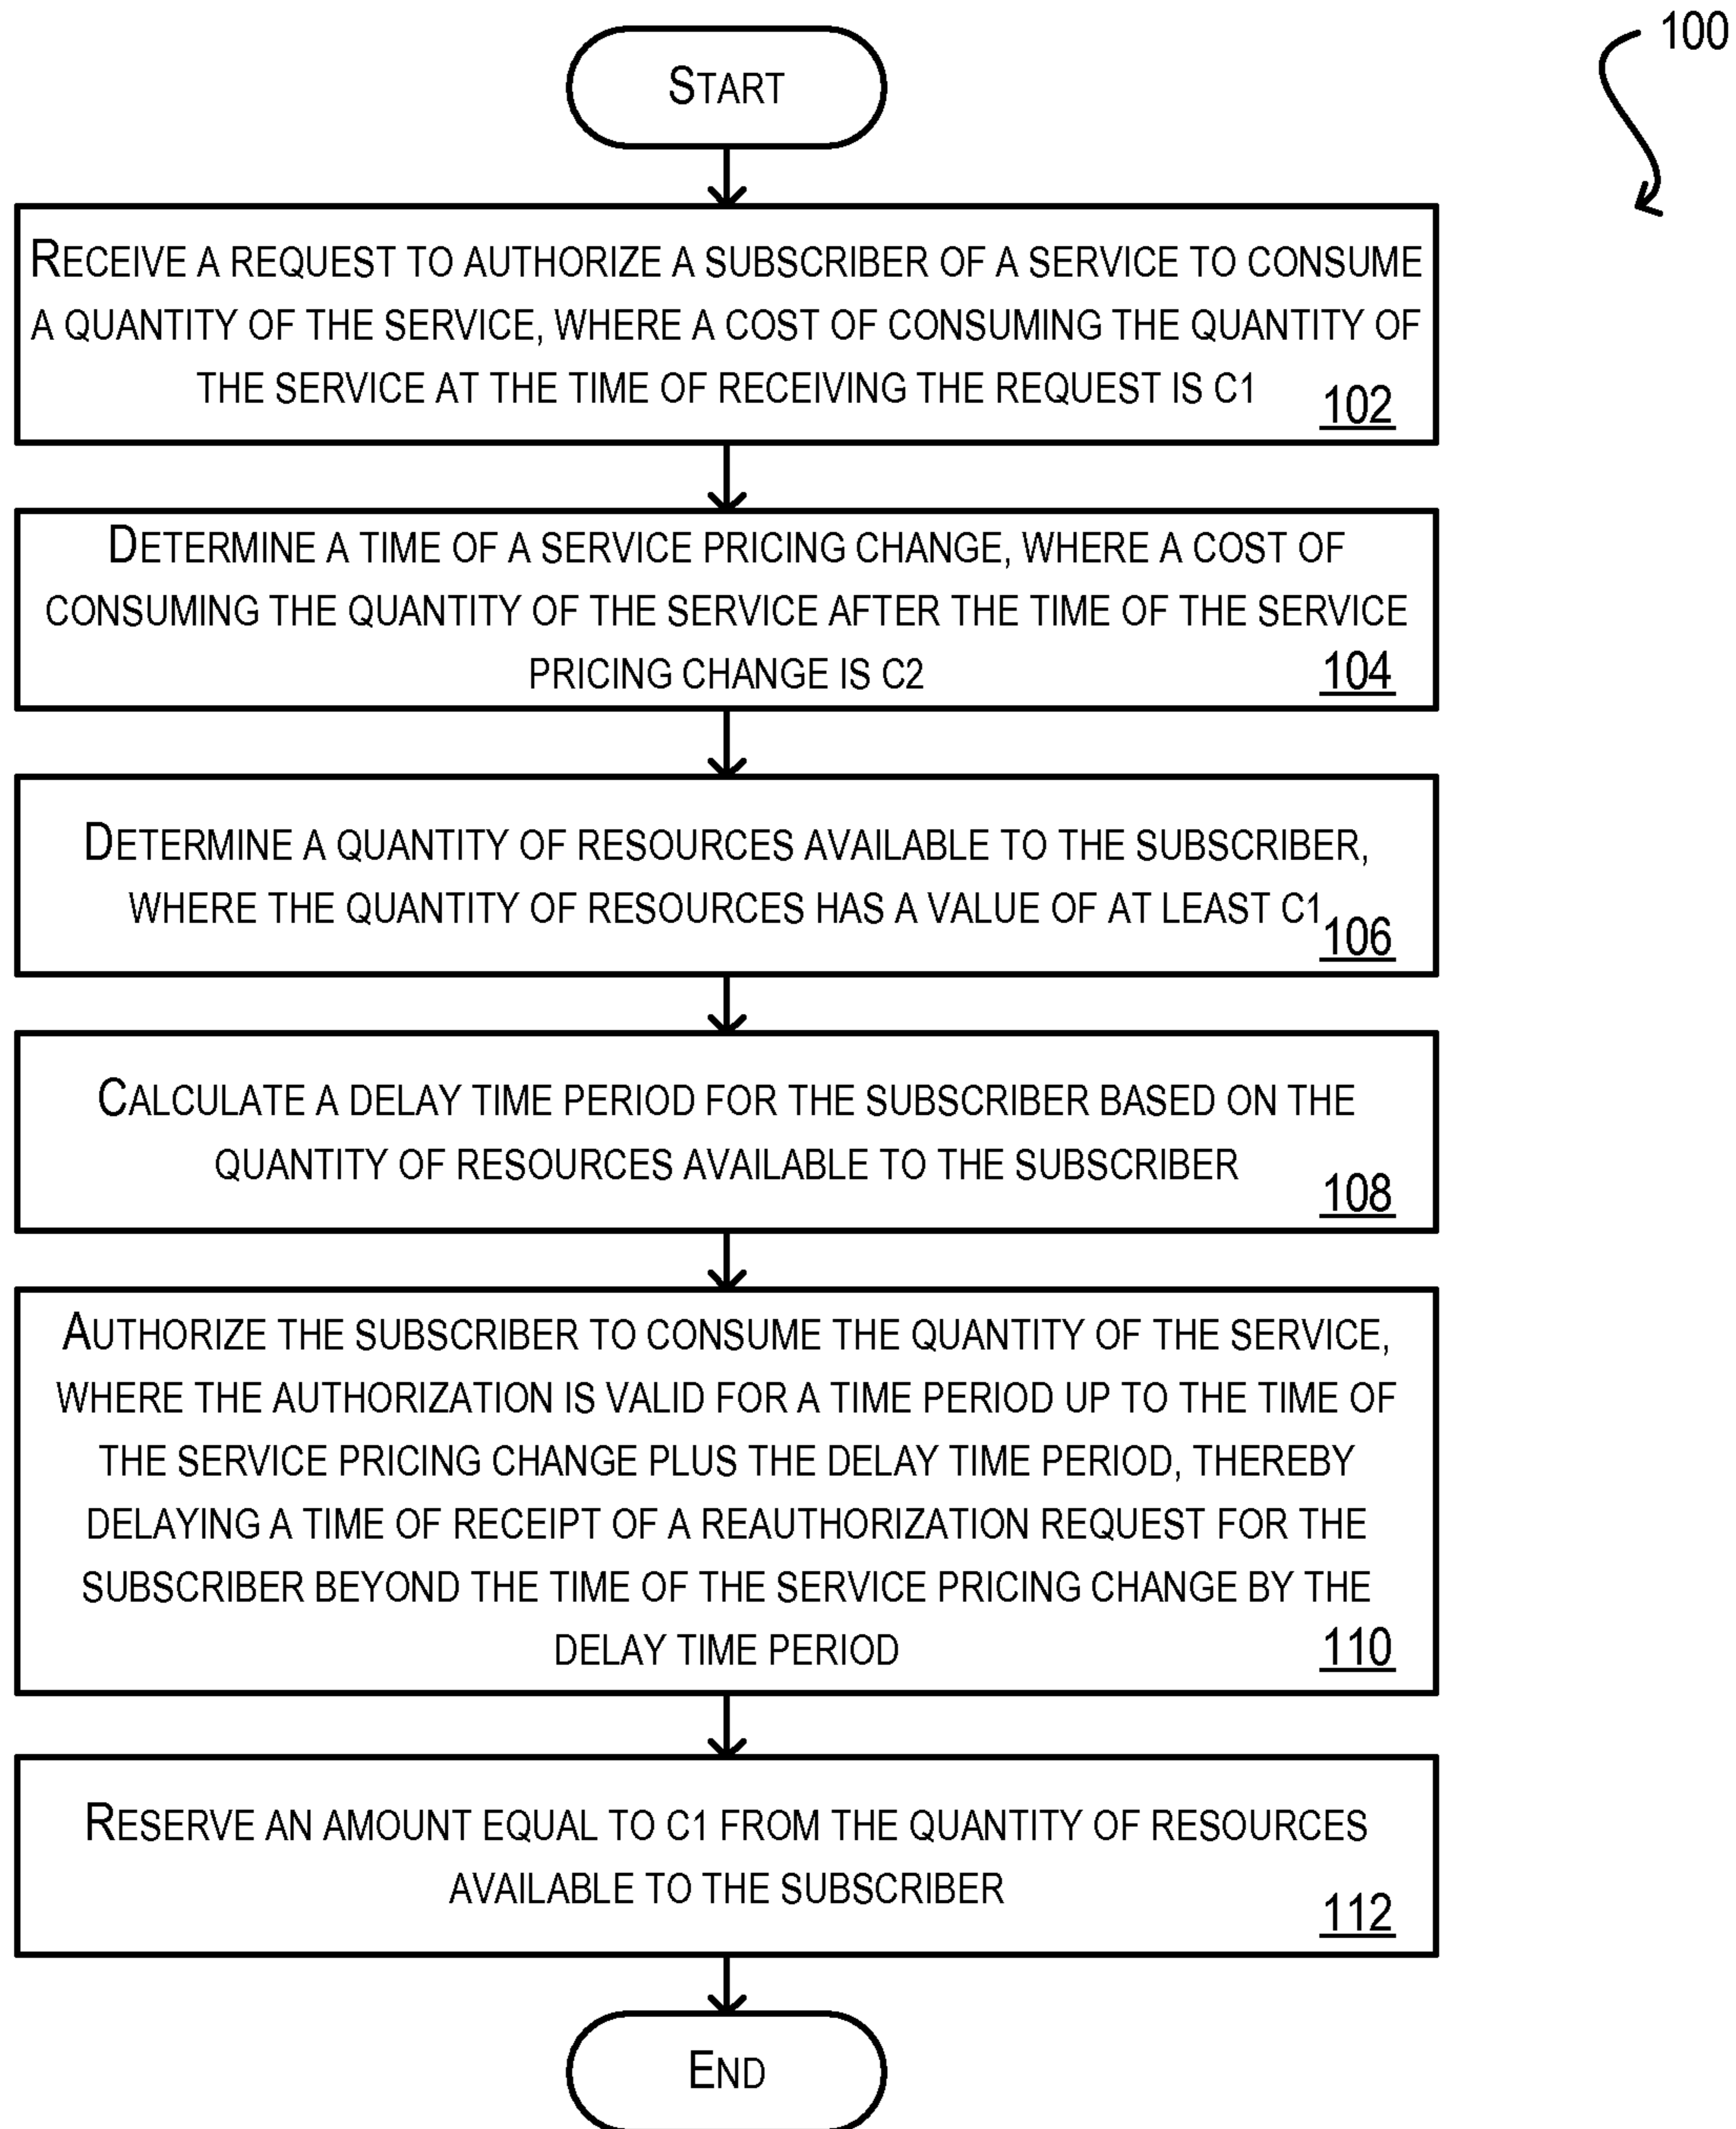 100
START
RECEIVE A REQUEST TO AUTHORIZE A SUBSCRIBER OF A SERVICE TO CONSUME
A QUANTITY OF THE SERVICE, WHERE A COST OF CONSUMING THE QUANTITY OF
THE SERVICE AT THE TIME OF RECEIVING THE REQUEST IS C1
102
DETERMINE A TIME OF A SERVICE PRICING CHANGE, WHERE A COST OF
CONSUMING THE QUANTITY OF THE SERVICE AFTER THE TIME OF THE SERVICE
PRICING CHANGE IS C2
104
DETERMINE A QUANTITY OF RESOURCES AVAILABLE TO THE SUBSCRIBER,
WHERE THE QUANTITY OF RESOURCES HAS A VALUE OF AT LEAST C1
106
CALCULATE A DELAY TIME PERIOD FOR THE SUBSCRIBER BASED ON THE
QUANTITY OF RESOURCES AVAILABLE TO THE SUBSCRIBER
108
AUTHORIZE THE SUBSCRIBER TO CONSUME THE QUANTITY OF THE SERVICE,
WHERE THE AUTHORIZATION IS VALID FOR A TIME PERIOD UP TO THE TIME OF
THE SERVICE PRICING CHANGE PLUS THE DELAY TIME PERIOD, THEREBY
DELAYING A TIME OF RECEIPT OF A REAUTHORIZATION REQUEST FOR THE
SUBSCRIBER BEYOND THE TIME OF THE SERVICE PRICING CHANGE BY THE
DELAY TIME PERIOD
110
RESERVE AN AMOUNT EQUAL TO C1 FROM THE QUANTITY OF RESOURCES
AVAILABLE TO THE SUBSCRIBER
112
END